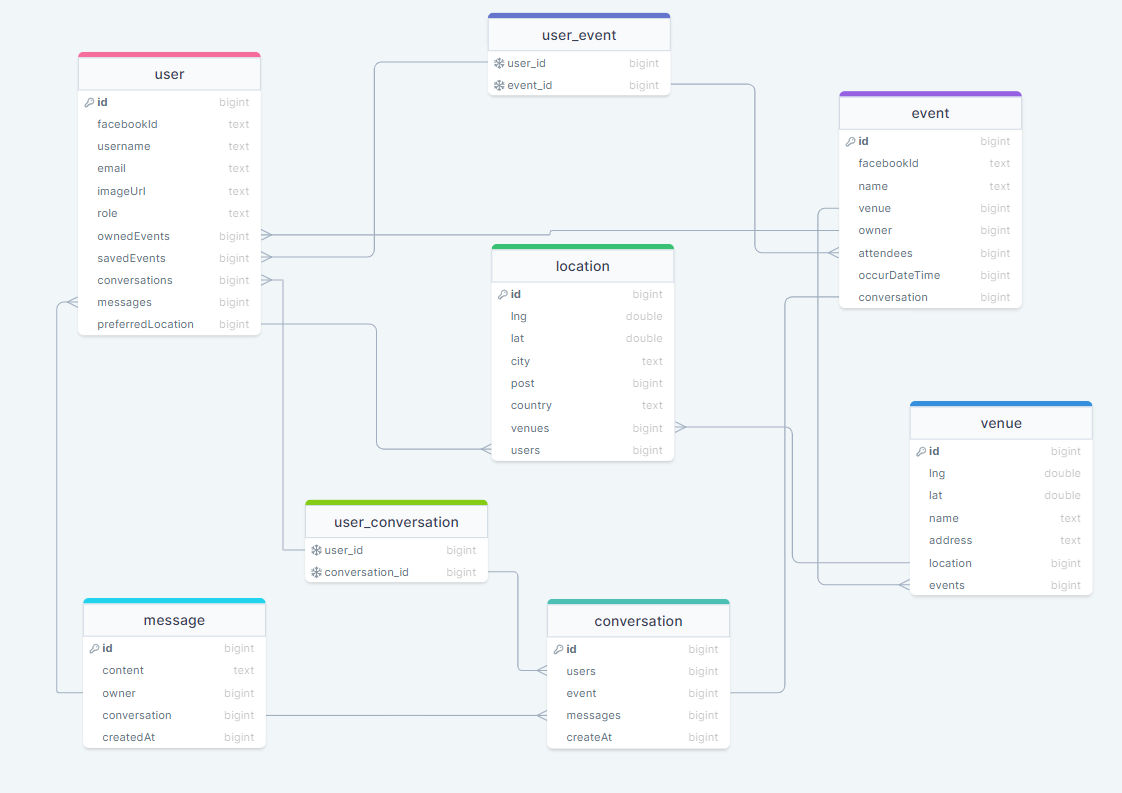 user_event
user_id bigint
event_id bigint
user
id bigint
facebookId text
username text
email text
imageUrl text
role text
ownedEvents bigint
savedEvents bigint
conversations bigint
messages bigint
preferredLocation bigint
event
id bigint
facebookId text
name text
venue bigint
owner bigint
attendees bigint
occurDateTime bigint
conversation bigint
location
id bigint
lng double
lat double
city text
post bigint
country text
venues bigint
users bigint
venue
id bigint
lng double
lat double
name text
address text
location bigint
events bigint
user_conversation
user_id bigint
conversation_id bigint
message
id bigint
content text
owner bigint
conversation bigint
createdAt bigint
conversation
id bigint
users bigint
event bigint
messages bigint
createAt bigint